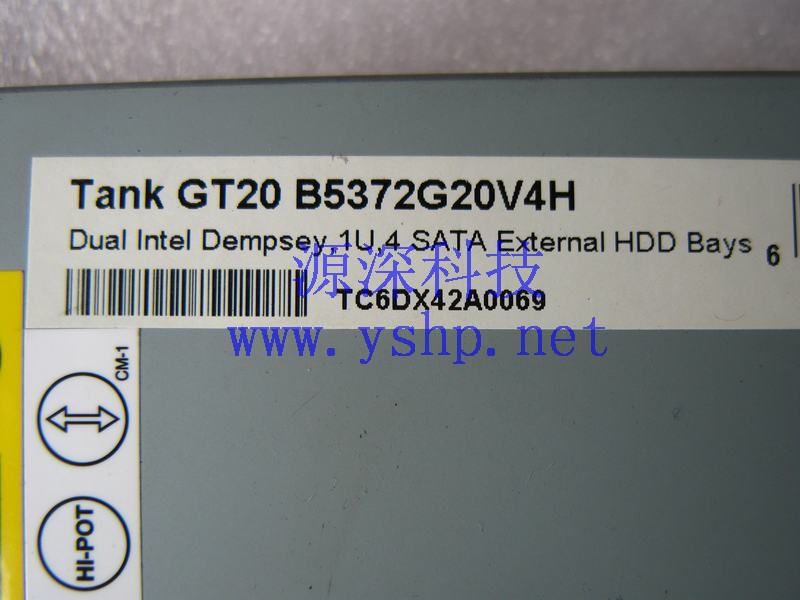 Tank GT20 B5372G20V4H
Dual Intel Dempsey,1U,4 SATA External HDD Bays
6
源深科技
TC6DX42A0069
www.yshp.net
CM-1
HI-POT